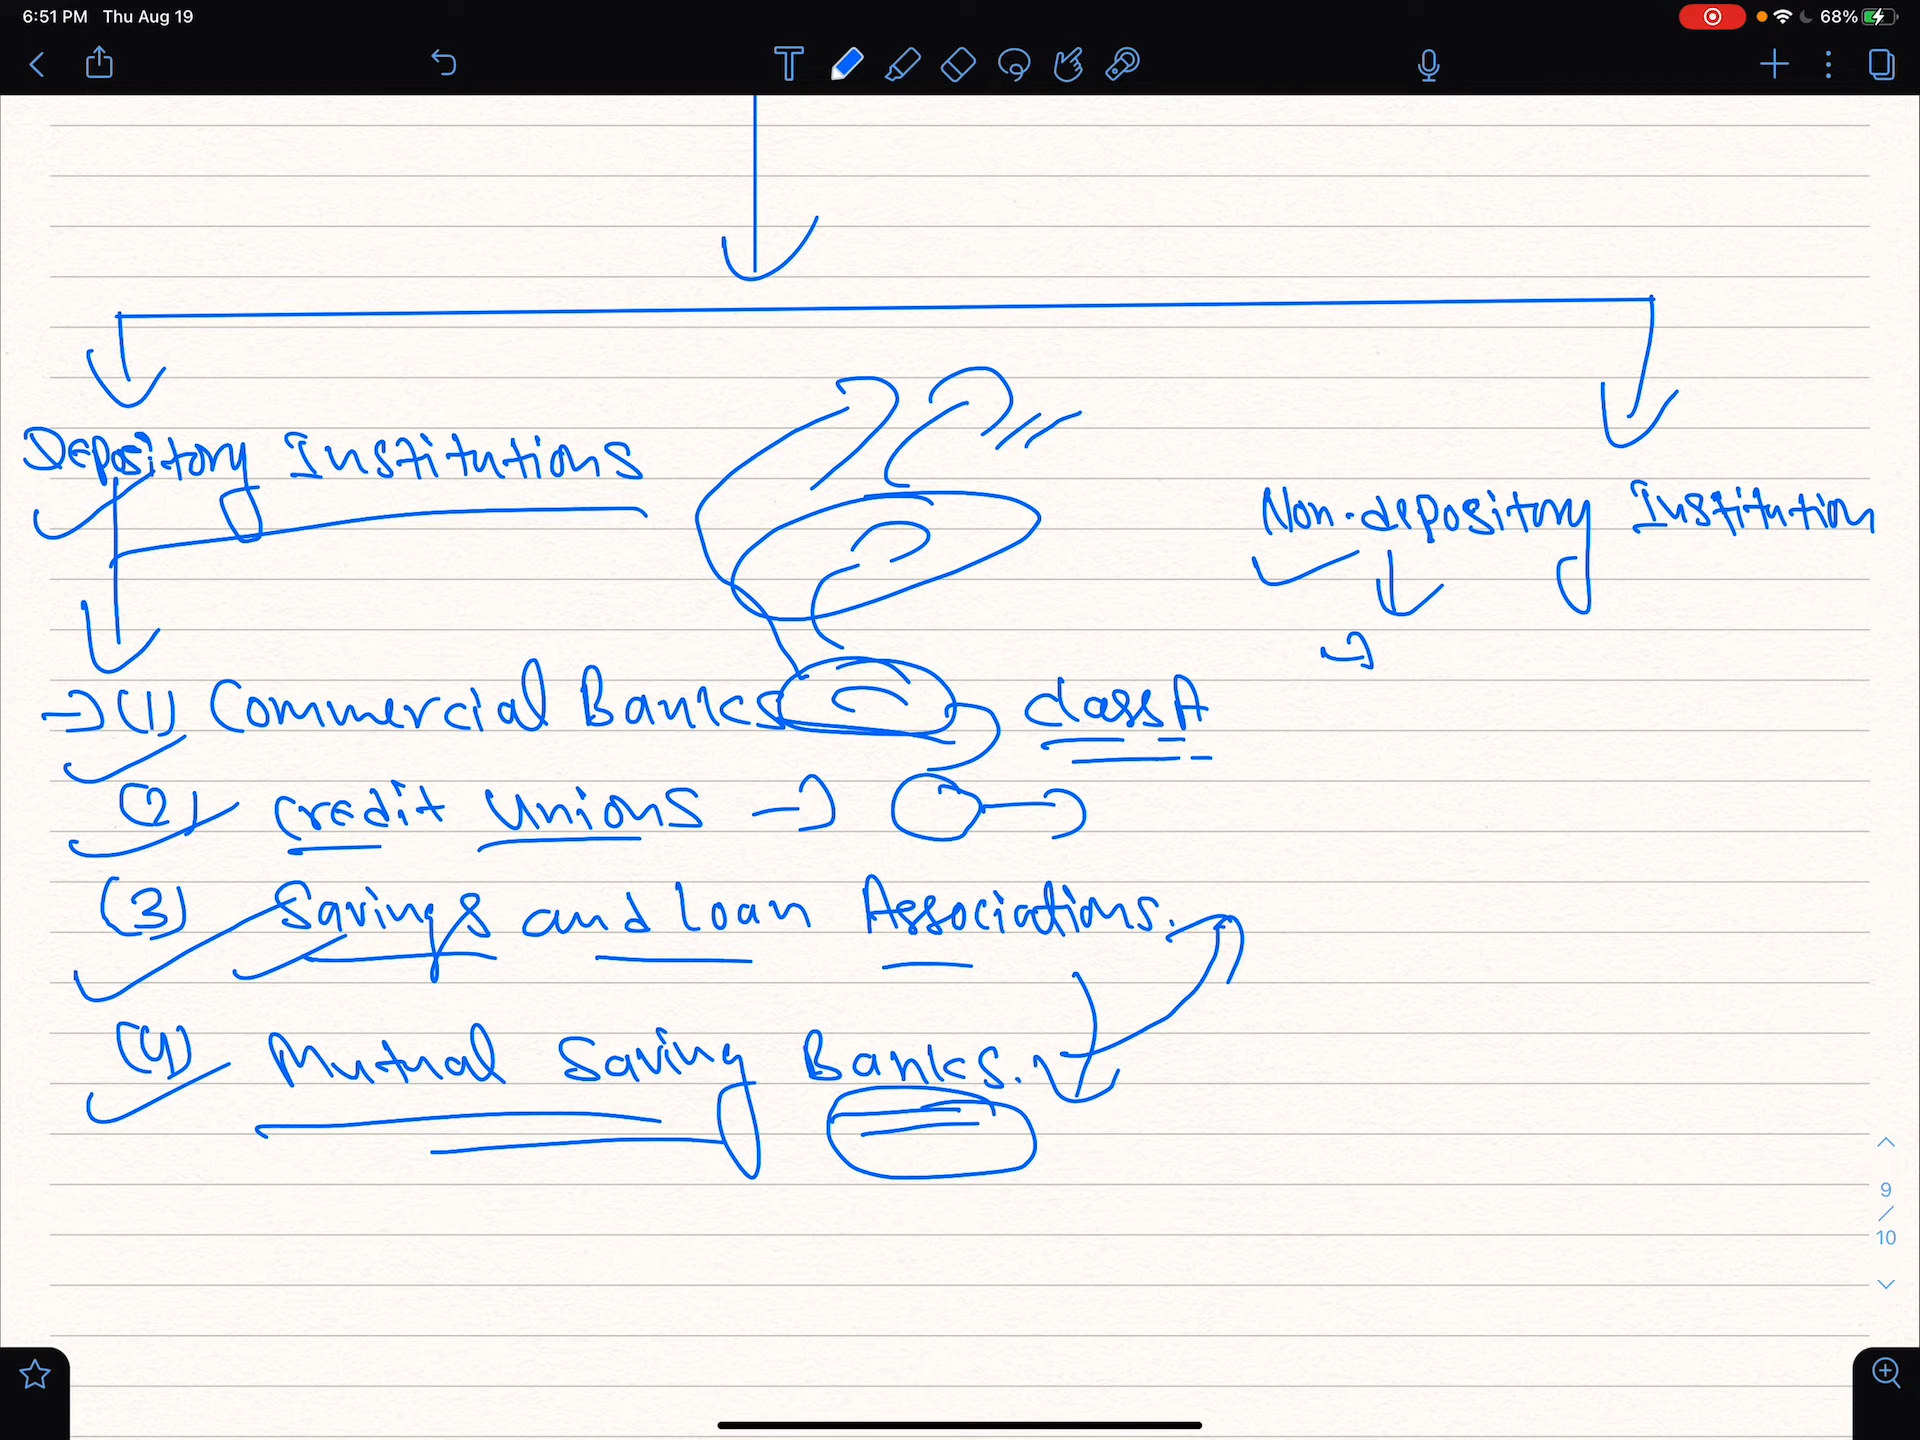 6:51 PM Thu Aug 19
68%
T
Depository Institutions
Non-depository Institution
(1) Commercial Banks class A
(2) credit unions
(3) Savings and Loan Associations.
(4) Mutual Saving Banks.
9
/
10